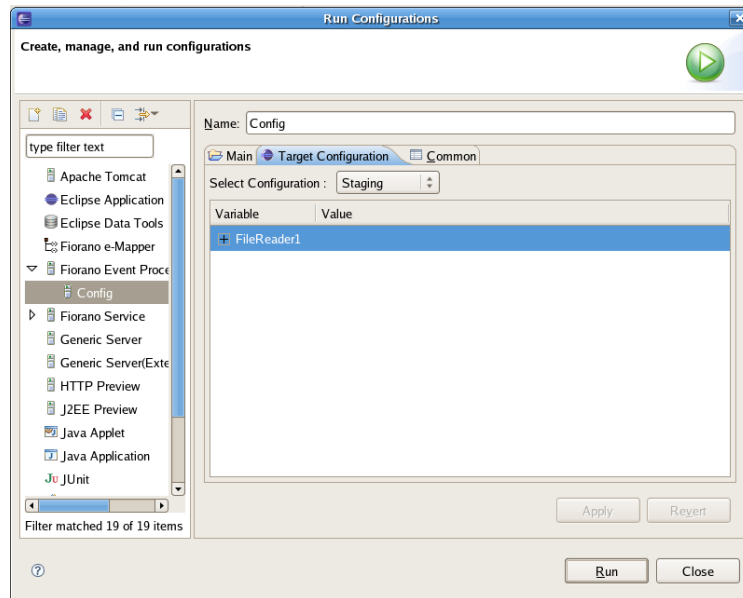 Run Configurations
Create, manage, and run configurations
type filter text
Apache Tomcat
Eclipse Application
Eclipse Data Tools
Fiorano e-Mapper
Fiorano Event Proce
Config
Fiorano Service
Generic Server
Generic Server(Exte
HTTP Preview
J2EE Preview
Java Applet
Java Application
Ju JUnit
Filter matched 19 of 19 items
Name: Config
Main Target Configuration Common
Select Configuration : Staging
Variable Value
FileReader1
Apply Revert
Run Close